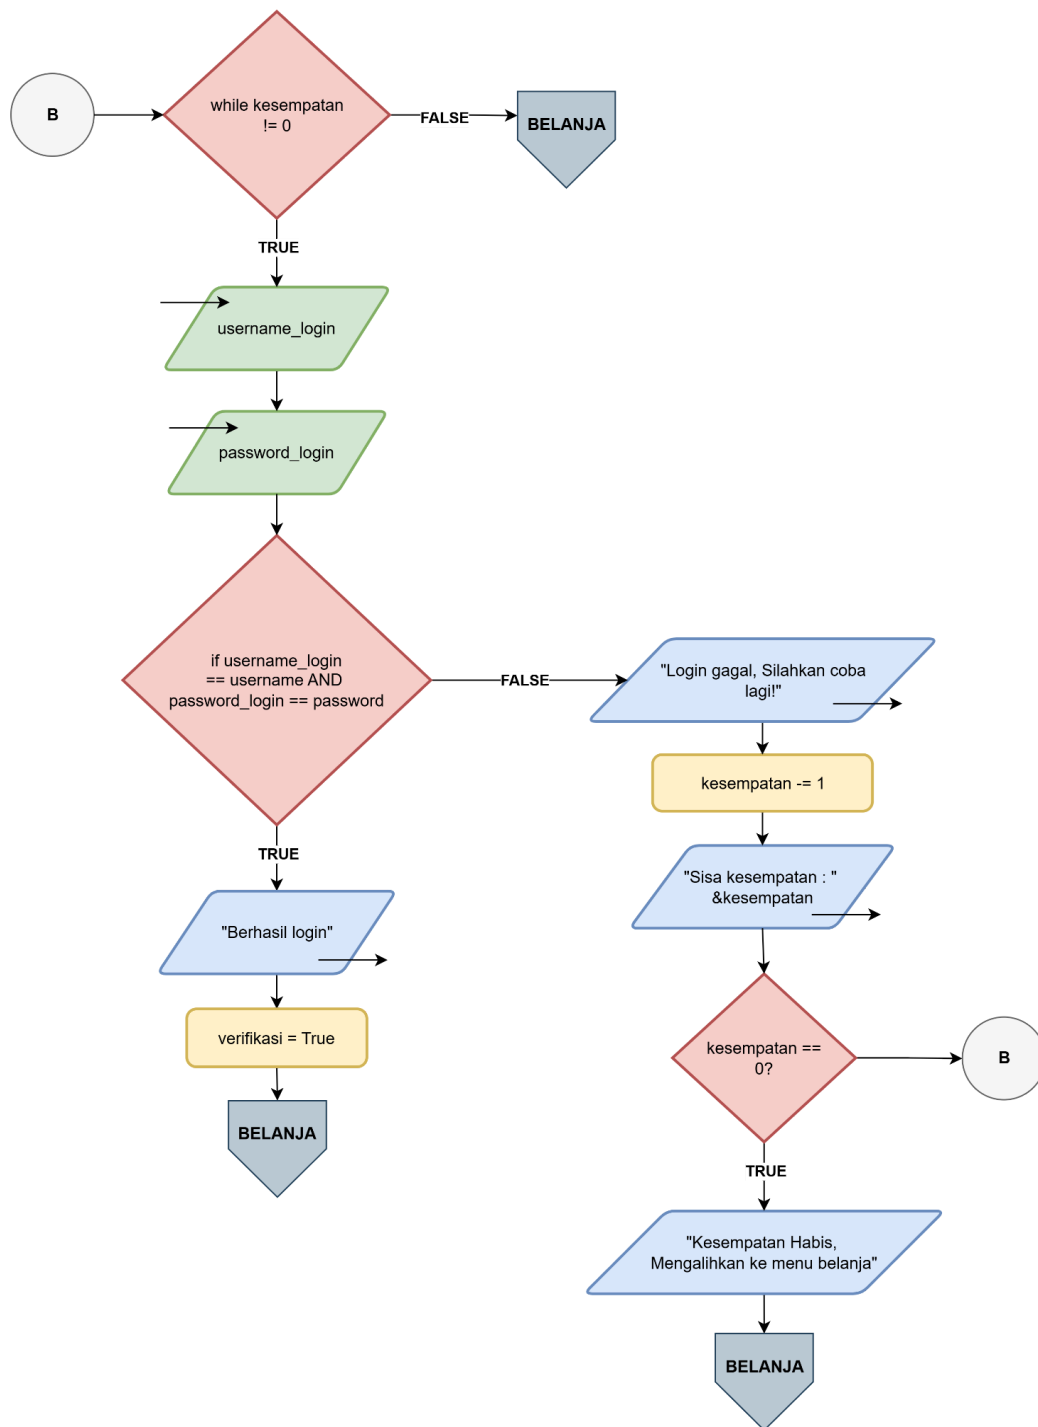 B
while kesempatan
!= 0
FALSE
BELANJA
TRUE
username_login
password_login
if username_login
== username AND
password_login == password
FALSE
"Login gagal, Silahkan coba
lagi!"
kesempatan -= 1
TRUE
"Sisa kesempatan : "
&kesempatan
"Berhasil login"
verifikasi = True
kesempatan ==
0?
B
BELANJA
TRUE
"Kesempatan Habis,
Mengalihkan ke menu belanja"
BELANJA